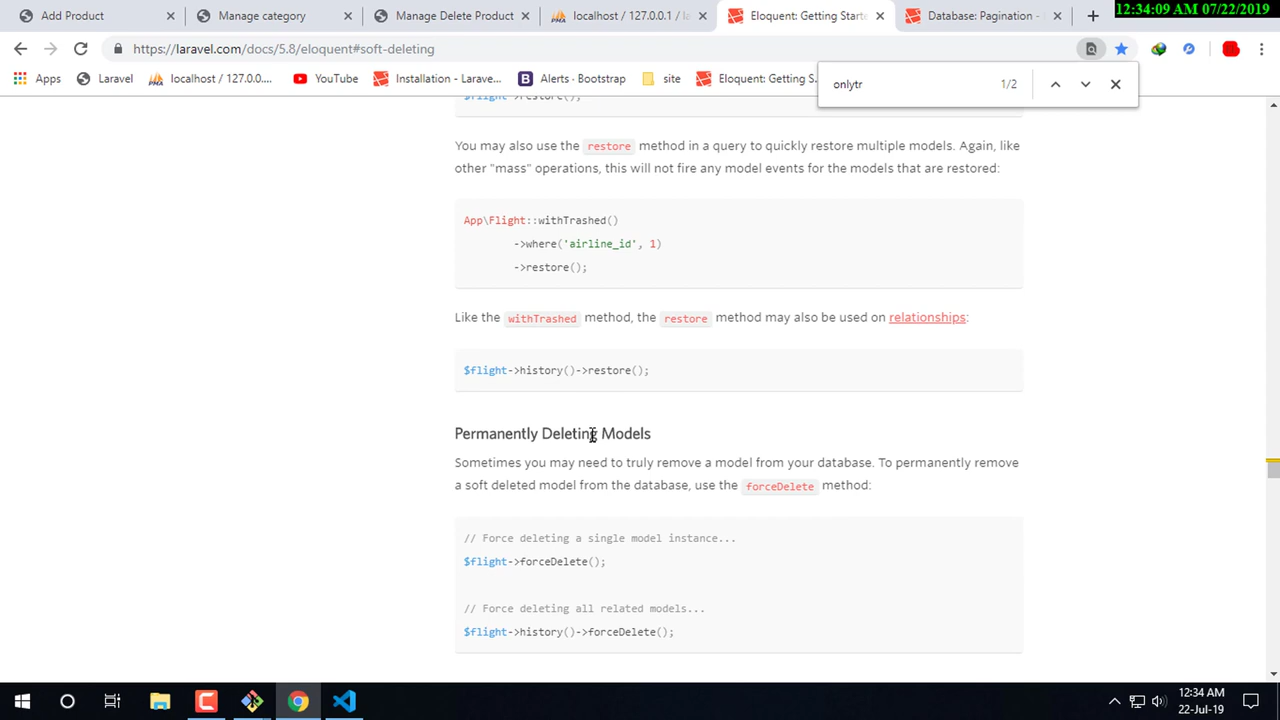 Add Product
Manage category
Manage Delete Product
localhost / 127.0.0.1 / la
Eloquent: Getting Starte
Database: Pagination -
12:34:09 AM 07/22/2019
https://laravel.com/docs/5.8/eloquent#soft-deleting
Apps
Laravel
localhost / 127.0.0....
YouTube
Installation - Larave...
Alerts · Bootstrap
site
Eloquent: Getting S...
onlytr
1/2
$flight->restore();
You may also use the restore method in a query to quickly restore multiple models. Again, like
other "mass" operations, this will not fire any model events for the models that are restored:
App\Flight::withTrashed()
->where('airline_id', 1)
->restore();
Like the withTrashed method, the restore method may also be used on relationships:
$flight->history()->restore();
Permanently Deleting Models
Sometimes you may need to truly remove a model from your database. To permanently remove
a soft deleted model from the database, use the forceDelete method:
// Force deleting a single model instance...
$flight->forceDelete();
// Force deleting all related models...
$flight->history()->forceDelete();
12:34 AM
22-Jul-19